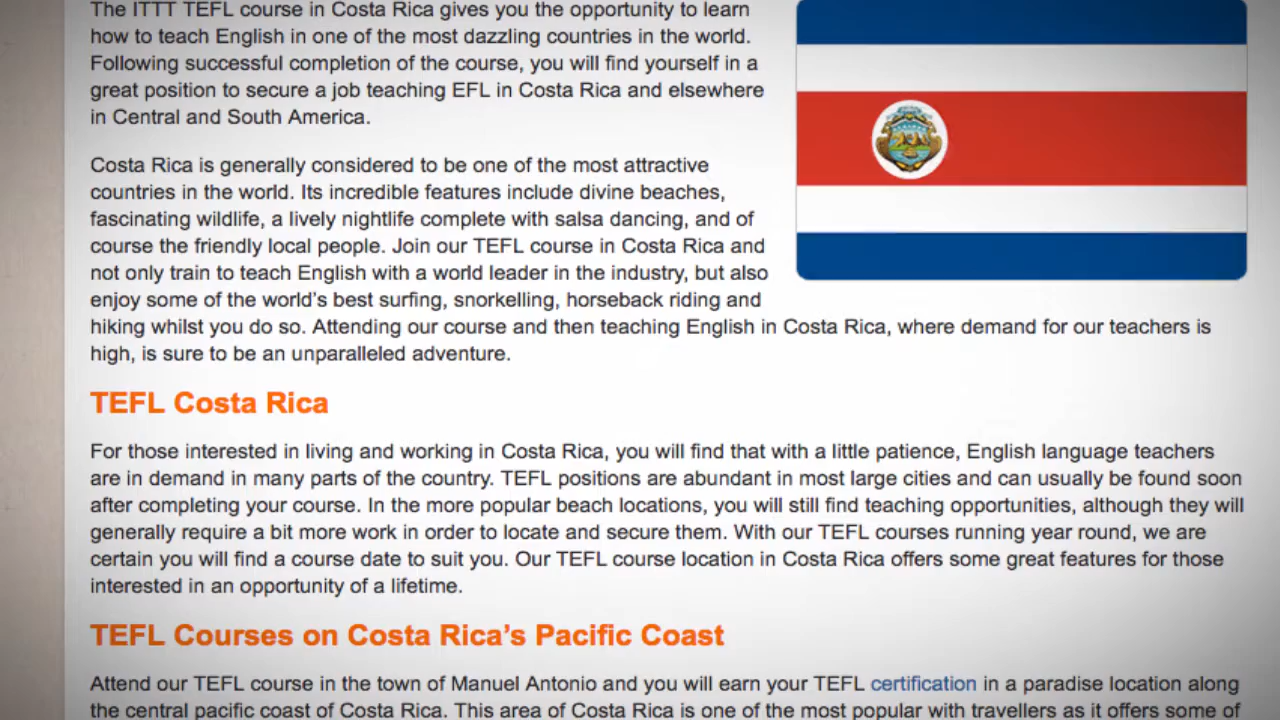 The ITTT TEFL course in Costa Rica gives you the opportunity to learn
how to teach English in one of the most dazzling countries in the world.
Following successful completion of the course, you will find yourself in a
great position to secure a job teaching EFL in Costa Rica and elsewhere
in Central and South America.
Costa Rica is generally considered to be one of the most attractive
countries in the world. Its incredible features include divine beaches,
fascinating wildlife, a lively nightlife complete with salsa dancing, and of
course the friendly local people. Join our TEFL course in Costa Rica and
not only train to teach English with a world leader in the industry, but also
enjoy some of the world’s best surfing, snorkelling, horseback riding and
hiking whilst you do so. Attending our course and then teaching English in Costa Rica, where demand for our teachers is
high, is sure to be an unparalleled adventure.
TEFL Costa Rica
For those interested in living and working in Costa Rica, you will find that with a little patience, English language teachers
are in demand in many parts of the country. TEFL positions are abundant in most large cities and can usually be found soon
after completing your course. In the more popular beach locations, you will still find teaching opportunities, although they will
generally require a bit more work in order to locate and secure them. With our TEFL courses running year round, we are
certain you will find a course date to suit you. Our TEFL course location in Costa Rica offers some great features for those
interested in an opportunity of a lifetime.
TEFL Courses on Costa Rica’s Pacific Coast
Attend our TEFL course in the town of Manuel Antonio and you will earn your TEFL certification in a paradise location along
the central pacific coast of Costa Rica. This area of Costa Rica is one of the most popular with travellers as it offers some of